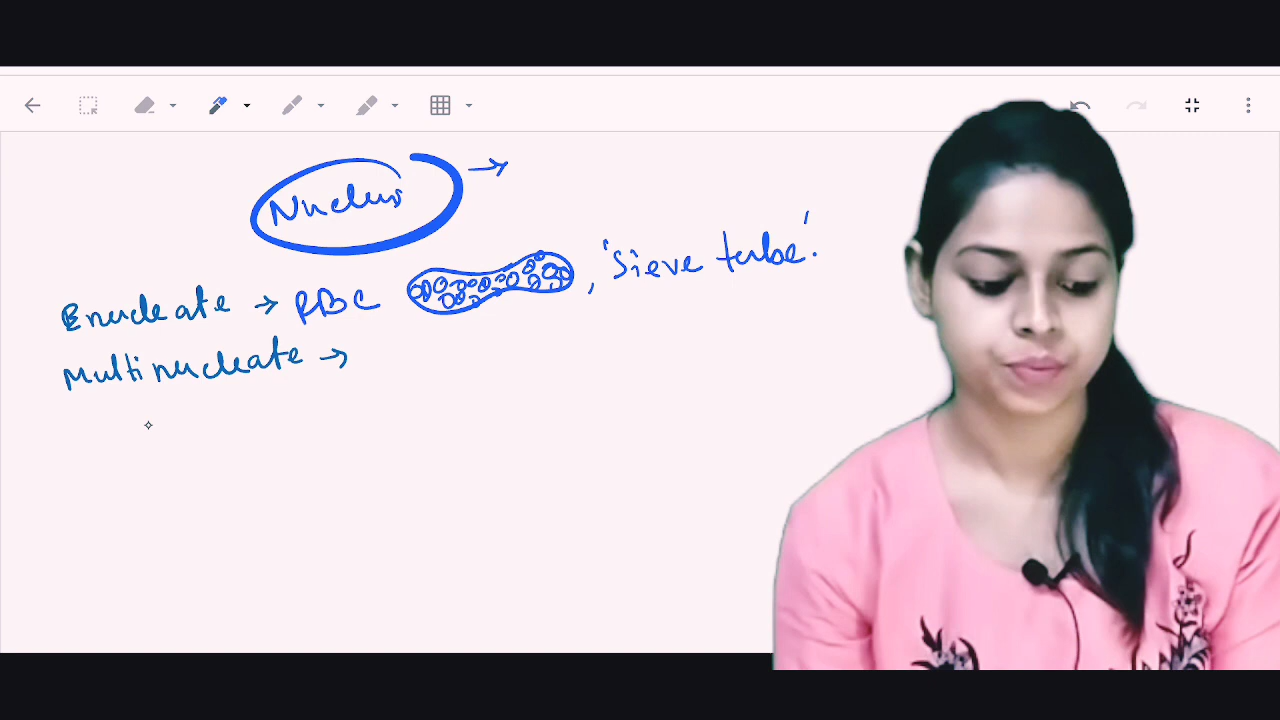 Nucleus →
Enucleate → RBC , 'Sieve tube'.
Multinucleate →